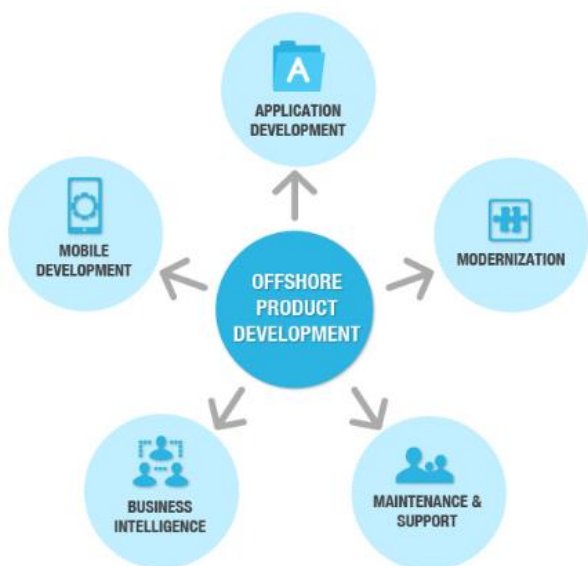 A
APPLICATION
DEVELOPMENT
MOBILE
DEVELOPMENT
MODERNIZATION
OFFSHORE
PRODUCT
DEVELOPMENT
BUSINESS
INTELLIGENCE
MAINTENANCE &
SUPPORT